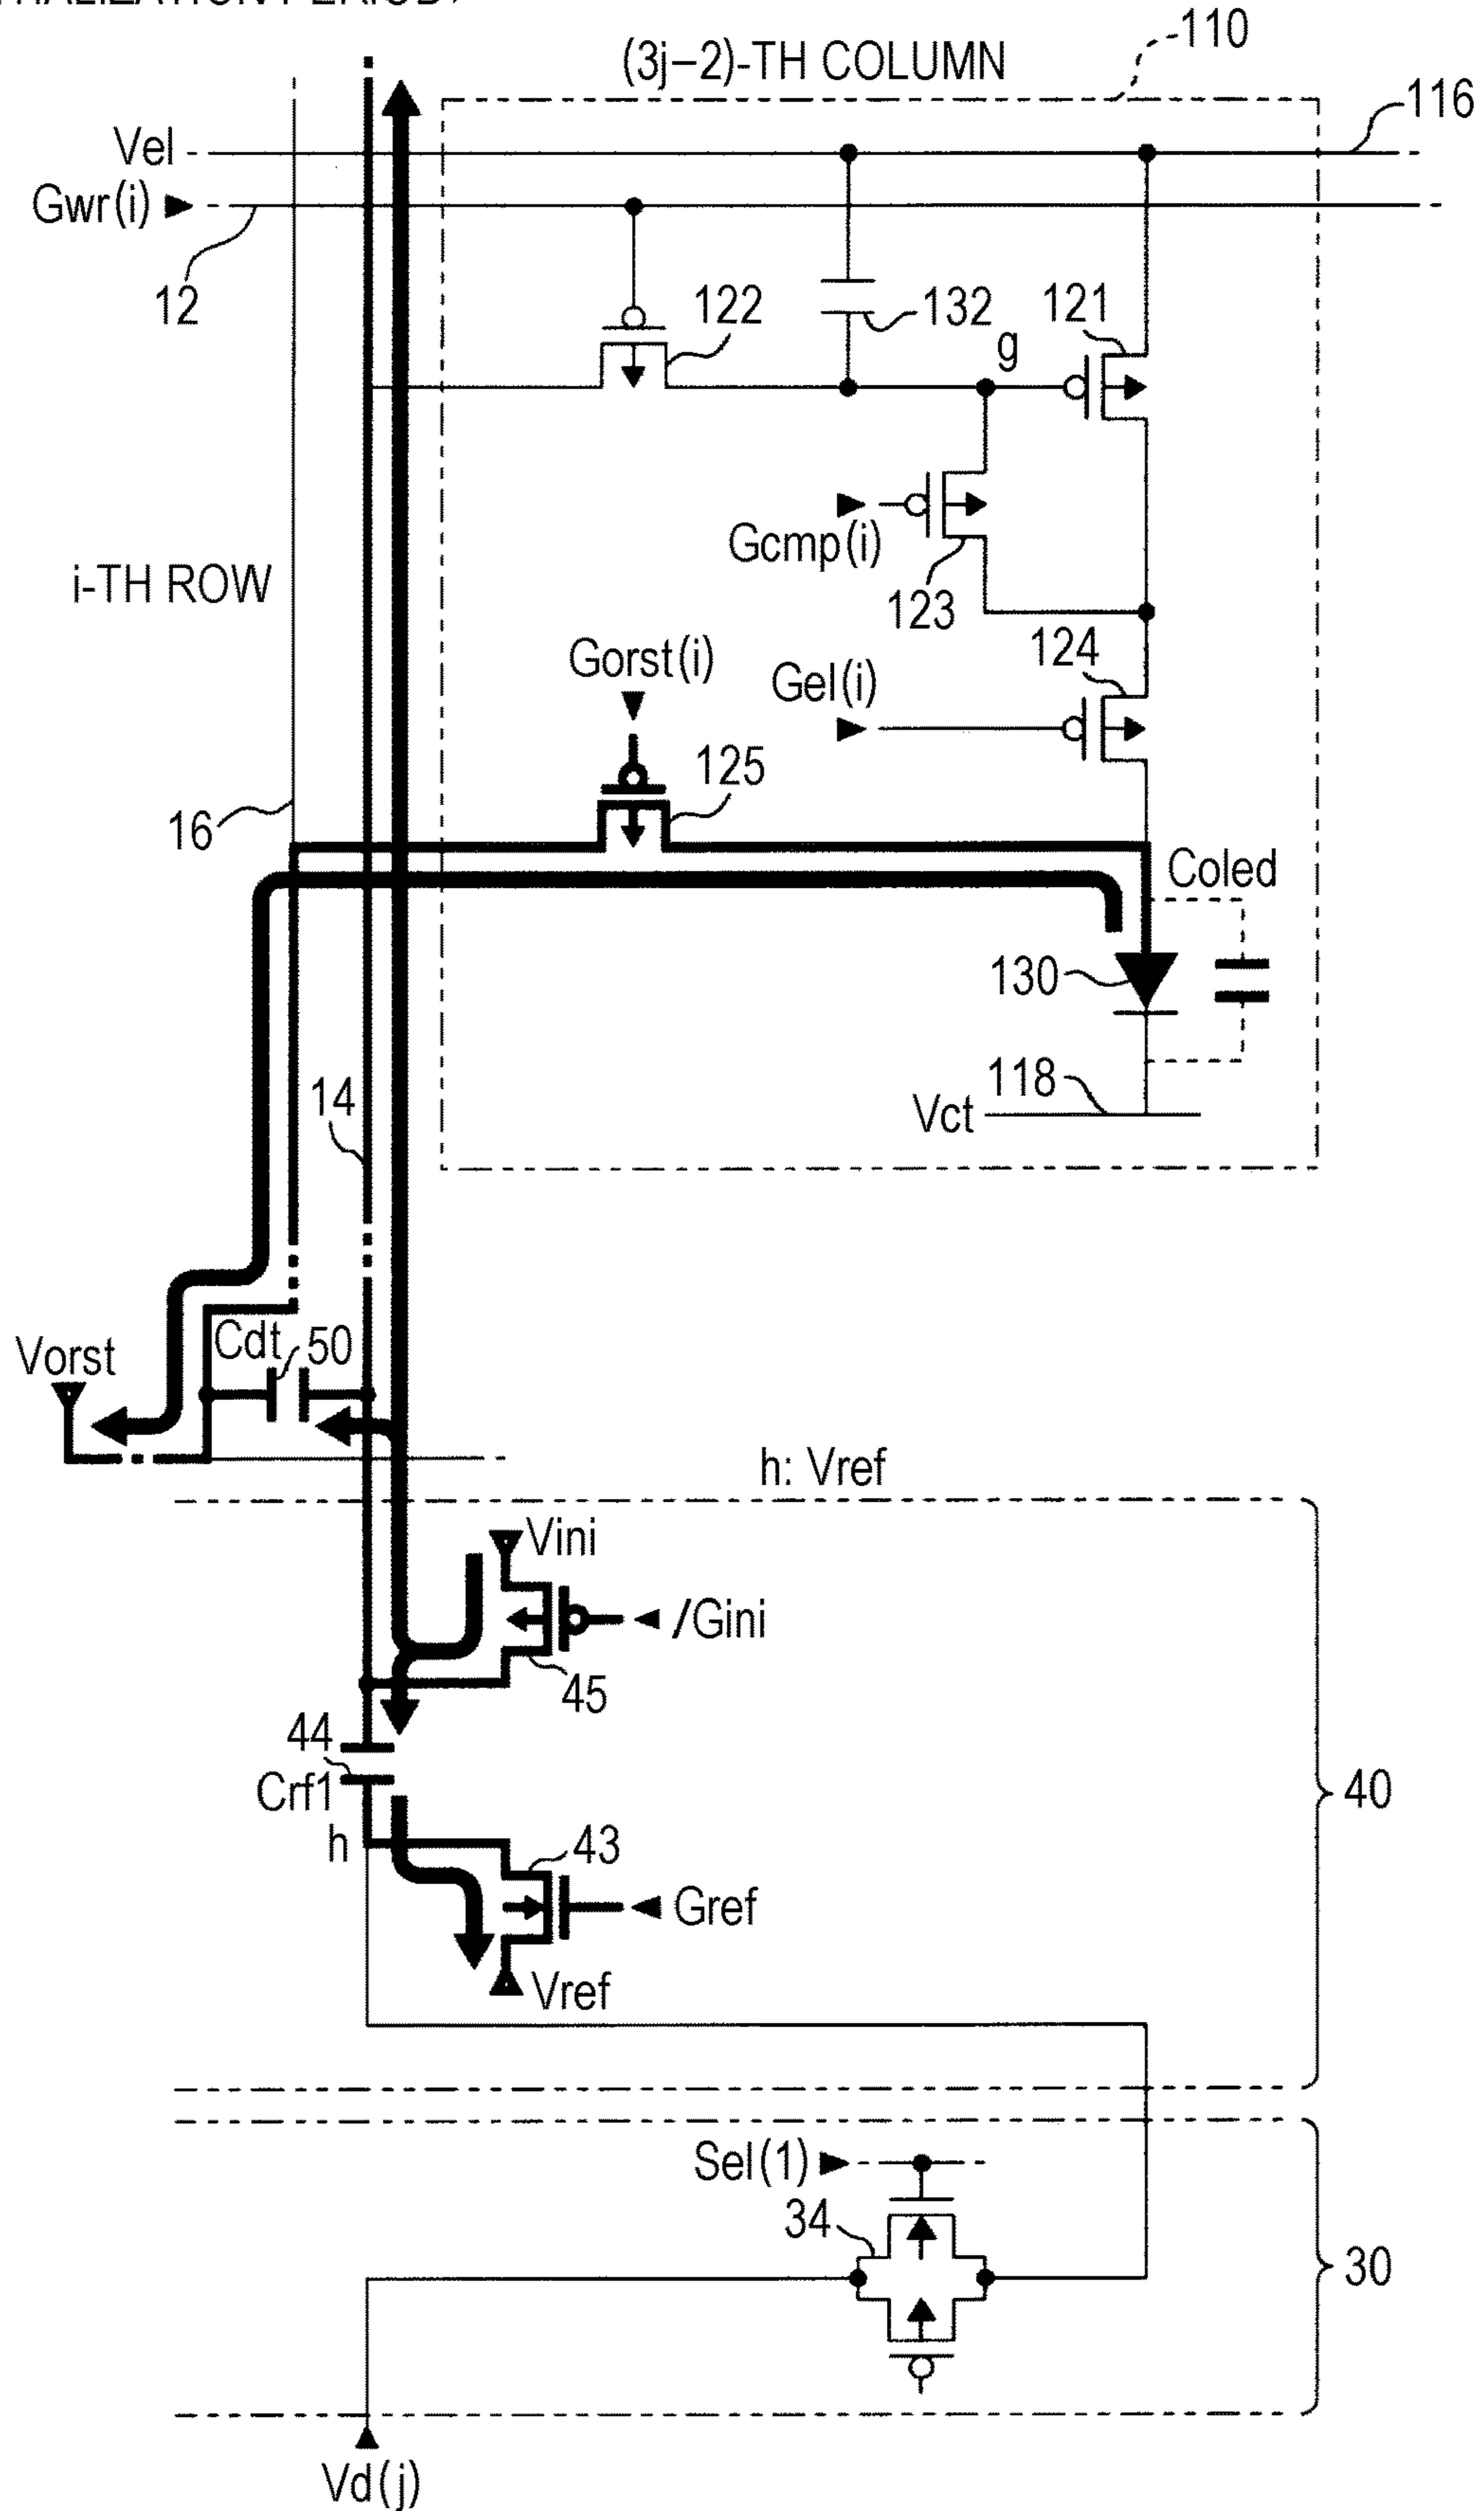 (3j-2)-TH COLUMN
110
116
Vel
Gwr(i)
12
122
132
121
g
Gcmp(i)
123
i-TH ROW
124
Gorst(i)
Gel(i)
125
16
Coled
130
14
118
Vct
Cdt
50
Vorst
h: Vref
Vini
/Gini
45
44
Crf1
40
h
43
Gref
Vref
Sel(1)
34
30
Vd(j)